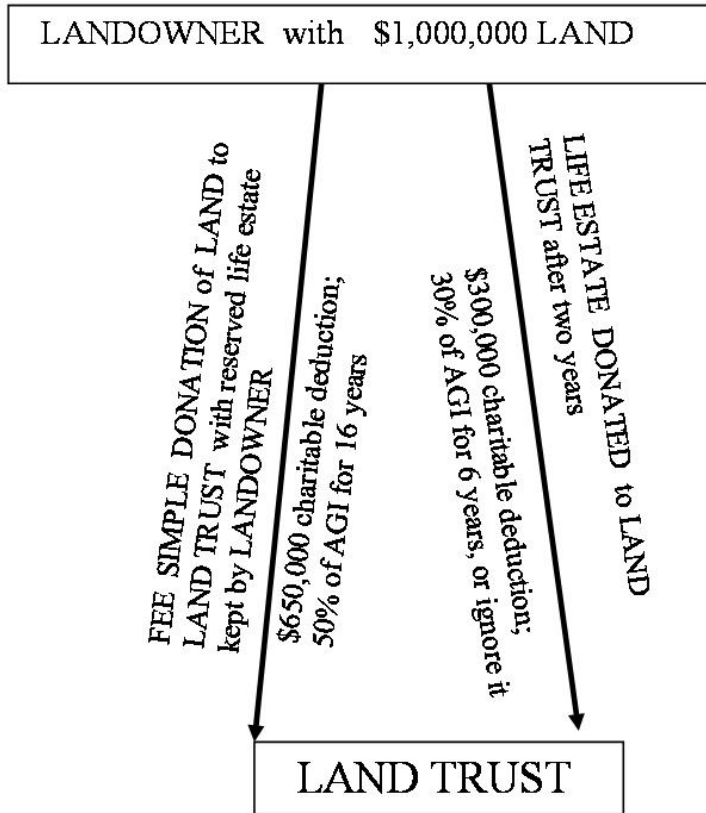 LANDOWNER with $1,000,000 LAND
FEE SIMPLE DONATION of LAND to
LAND TRUST with reserved life estate
kept by LANDOWNER
$650,000 charitable deduction;
50% of AGI for 16 years
$300,000 charitable deduction;
30% of AGI for 6 years, or ignore it
LIFE ESTATE DONATED to LAND
TRUST after two years
LAND TRUST